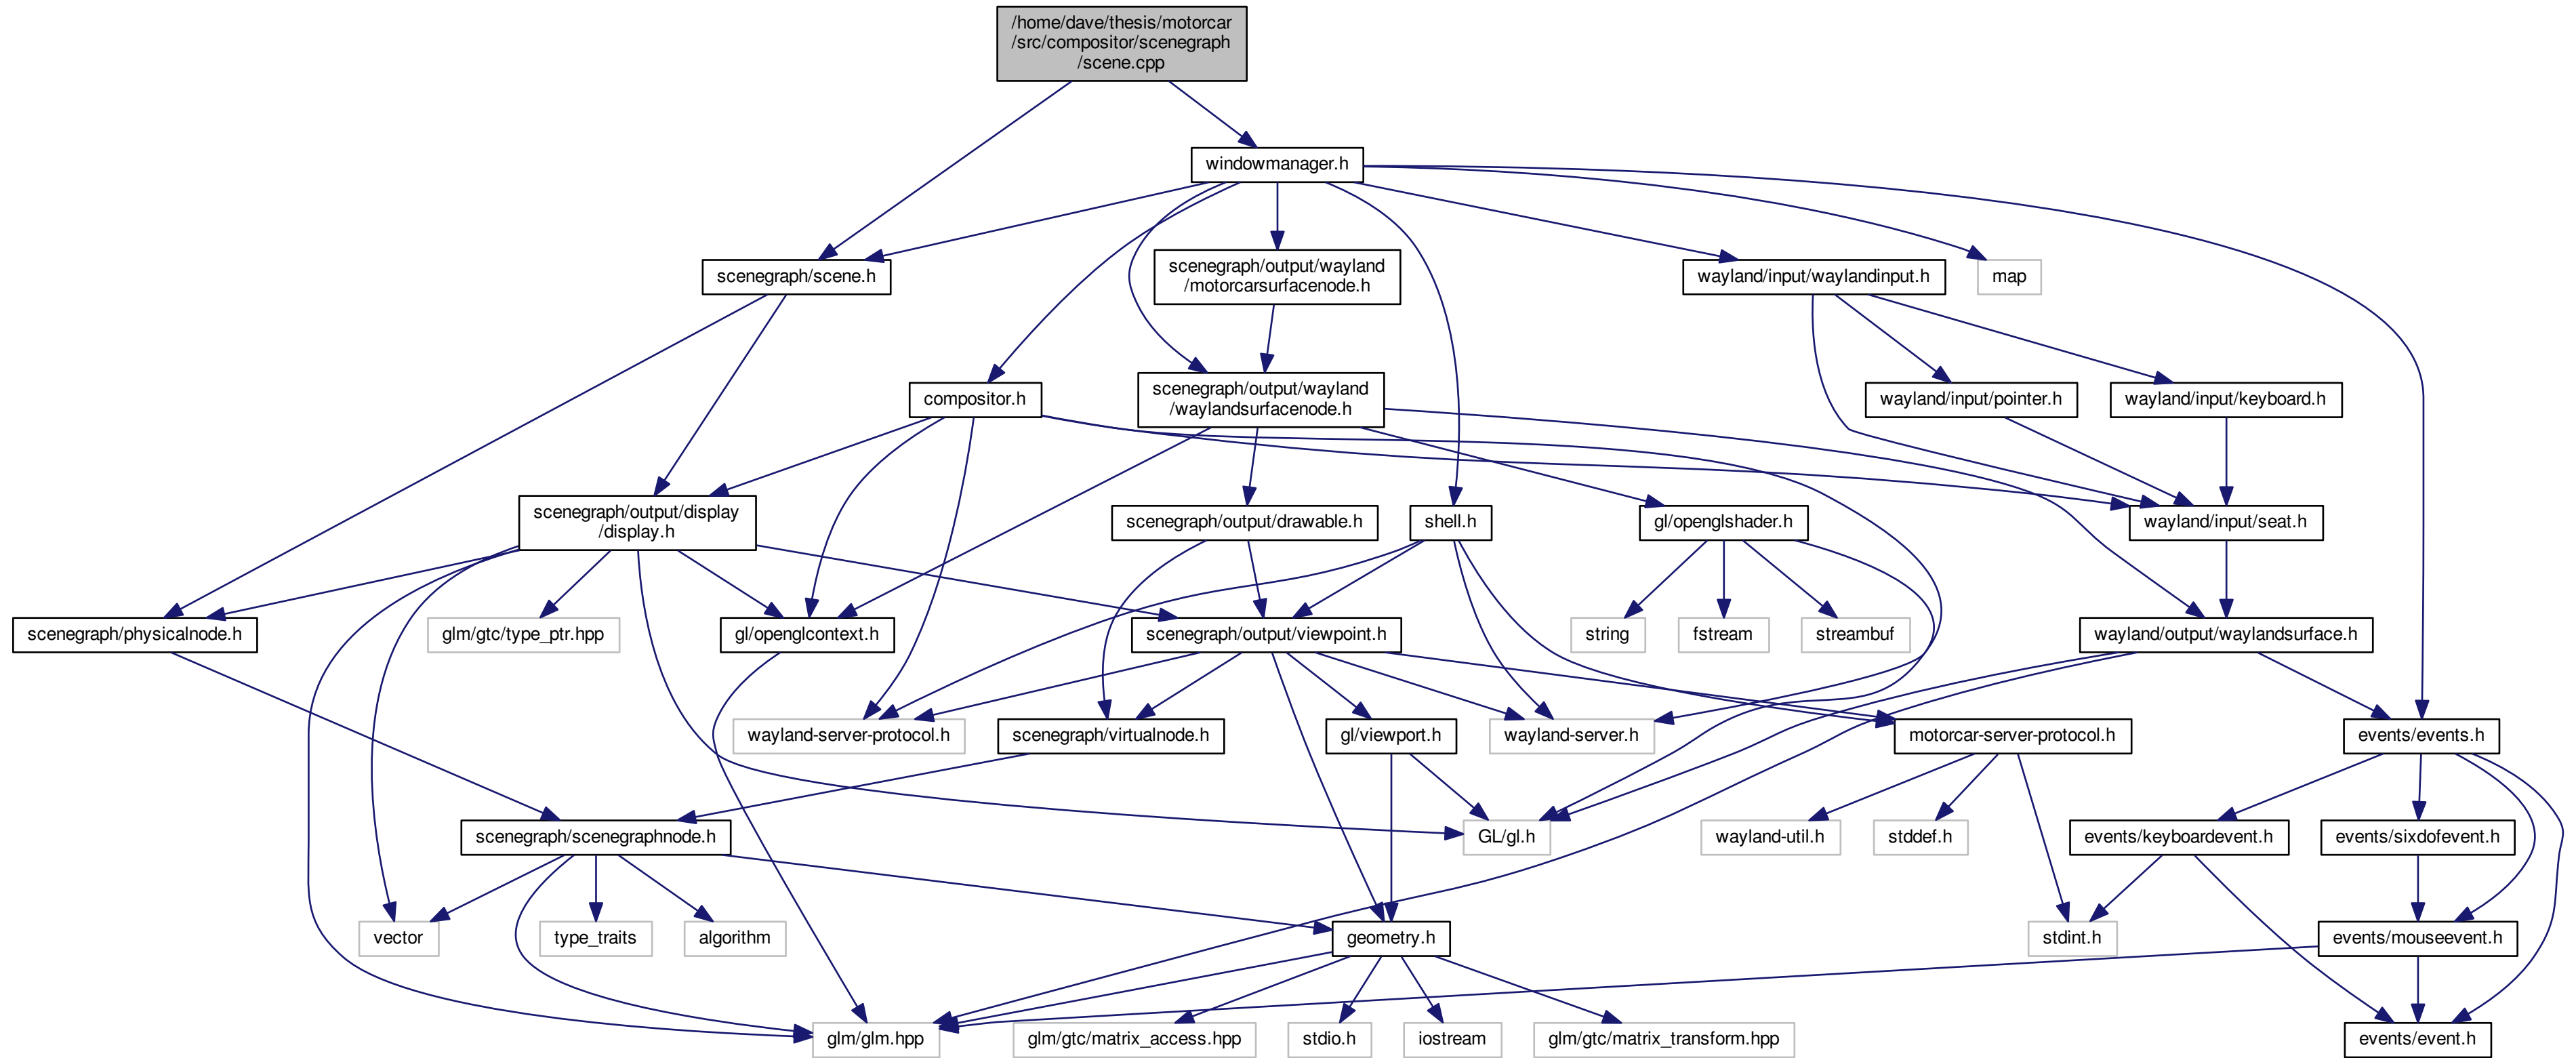 /home/dave/thesis/motorcar
/src/compositor/scenegraph
/scene.cpp
windowmanager.h
scenegraph/scene.h
scenegraph/output/wayland
/motorcarsurfacenode.h
wayland/input/waylandinput.h
map
compositor.h
scenegraph/output/wayland
/waylandsurfacenode.h
wayland/input/pointer.h
wayland/input/keyboard.h
scenegraph/output/display
/display.h
scenegraph/output/drawable.h
shell.h
gl/openglshader.h
wayland/input/seat.h
scenegraph/physicalnode.h
glm/gtc/type_ptr.hpp
gl/openglcontext.h
scenegraph/output/viewpoint.h
string
fstream
streambuf
wayland/output/waylandsurface.h
wayland-server-protocol.h
scenegraph/virtualnode.h
gl/viewport.h
wayland-server.h
motorcar-server-protocol.h
events/events.h
scenegraph/scenegraphnode.h
GL/gl.h
wayland-util.h
stddef.h
events/keyboardevent.h
events/sixdofevent.h
vector
type_traits
algorithm
geometry.h
stdint.h
events/mouseevent.h
glm/glm.hpp
glm/gtc/matrix_access.hpp
stdio.h
iostream
glm/gtc/matrix_transform.hpp
events/event.h